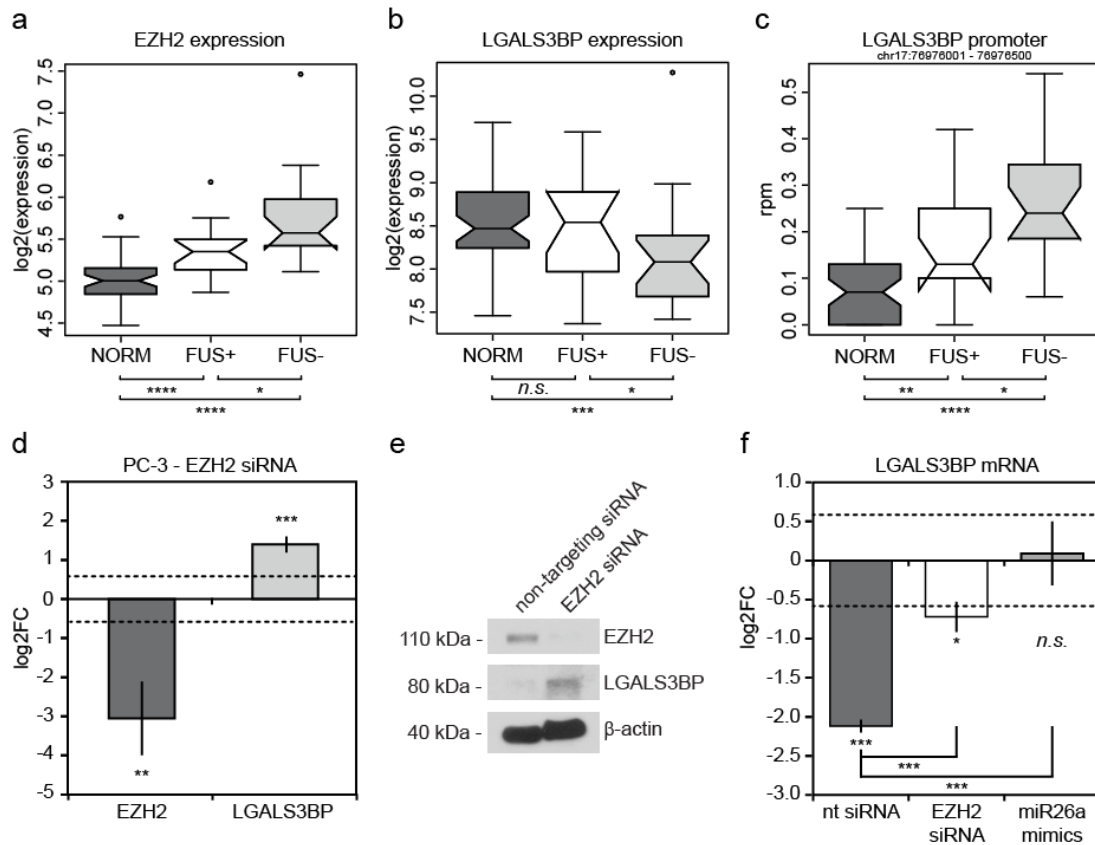 a
EZH2 expression
log2(expression)
7.5
7.0
6.5
6.0
5.5
5.0
4.5
NORM FUS+ FUS-
**** *
****
b
LGALS3BP expression
log2(expression)
10.0
9.5
9.0
8.5
8.0
7.5
NORM FUS+ FUS-
n.s. *
***
c
LGALS3BP promoter
chr17:76976001 - 76976500
rpm
0.5
0.4
0.3
0.2
0.1
0.0
NORM FUS+ FUS-
** *
****
d
PC-3 - EZH2 siRNA
log2FC
3
2
1
0
-1
-2
-3
-4
-5
***
**
EZH2 LGALS3BP
e
non-targeting siRNA
EZH2 siRNA
110 kDa - EZH2
80 kDa - LGALS3BP
40 kDa - β-actin
f
LGALS3BP mRNA
log2FC
1.0
0.5
0
-0.5
-1.0
-1.5
-2.0
-2.5
-3.0
*
n.s.
***
***
***
nt siRNA EZH2 miR26a
siRNA mimics